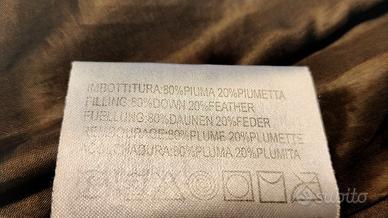 IMBOTTITURA:80%PIUMA 20%PIUMETTA
FILLING:80%DOWN 20%FEATHER
FUELLUNG:80%DAUNEN 20%FEDER
REMBOURAGE:80%PLUME 20%PLUMETTE
80%PLUMA 20%PLUMITA
subito